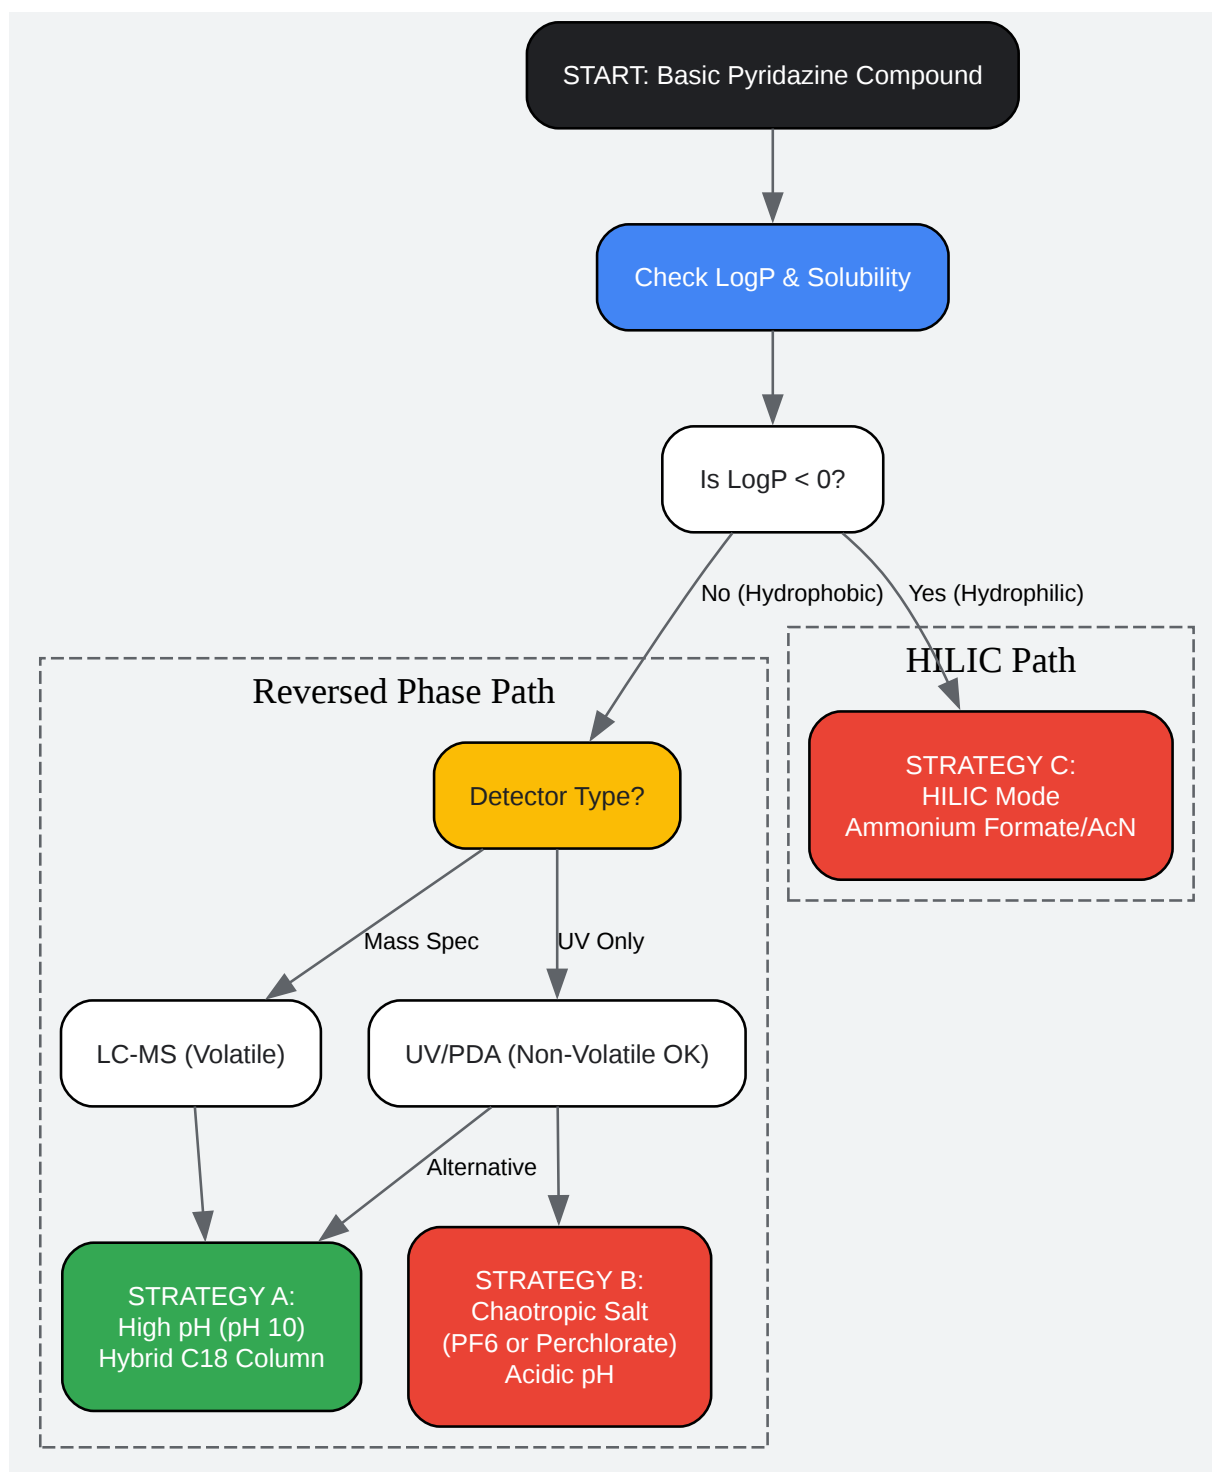 START: Basic Pyridazine Compound
Check LogP & Solubility
Is LogP < 0?
No (Hydrophobic)
Yes (Hydrophilic)
HILIC Path
Reversed Phase Path
STRATEGY C:
HILIC Mode
Ammonium Formate/AcN
Detector Type?
Mass Spec
UV Only
LC-MS (Volatile)
UV/PDA (Non-Volatile OK)
Alternative
STRATEGY A:
High pH (pH 10)
Hybrid C18 Column
STRATEGY B:
Chaotropic Salt
(PF6 or Perchlorate)
Acidic pH